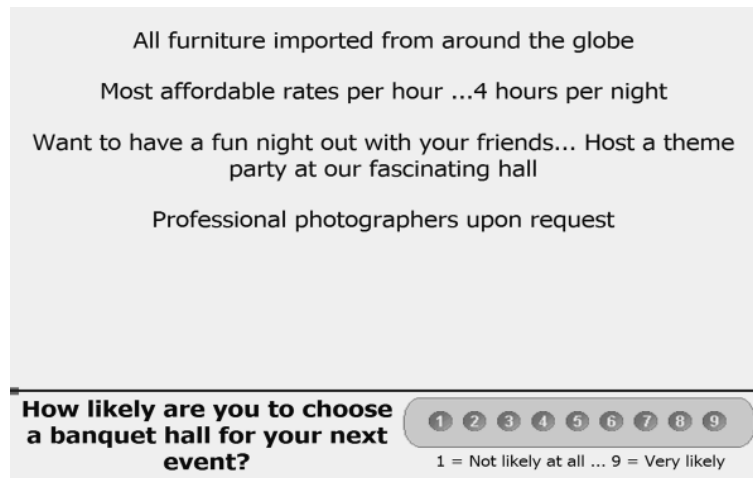 All furniture imported from around the globe
Most affordable rates per hour ...4 hours per night
Want to have a fun night out with your friends... Host a theme
party at our fascinating hall
Professional photographers upon request
How likely are you to choose
a banquet hall for your next
event?
1 2 3 4 5 6 7 8 9
1 = Not likely at all ... 9 = Very likely